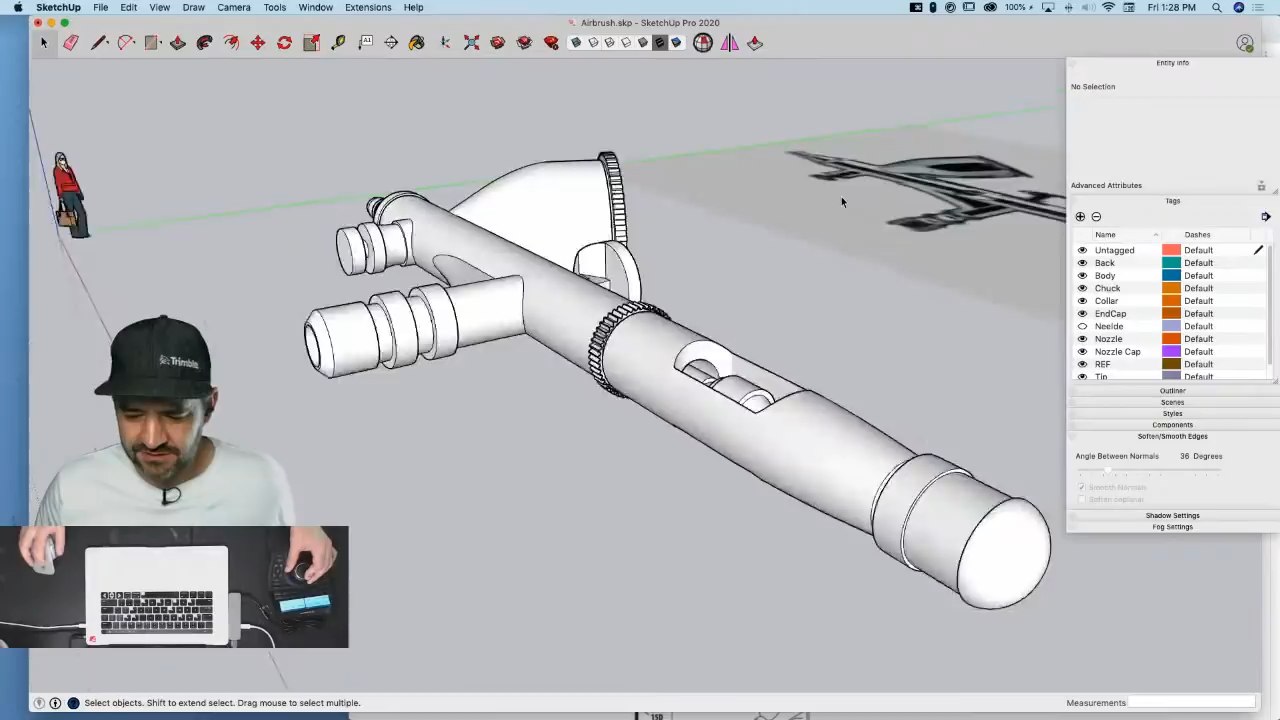 SketchUp File Edit View Draw Camera Tools Window Extensions Help
100% Fri 1:28 PM
Airbrush.skp - SketchUp Pro 2020
Entity Info
No Selection
Advanced Attributes
Tags
Name Dashes
Untagged Default
Back Default
Body Default
Chuck Default
Collar Default
EndCap Default
Neelde Default
Nozzle Default
Nozzle Cap Default
REF Default
Tip Default
Outliner
Scenes
Styles
Components
Soften/Smooth Edges
Angle Between Normals 36 Degrees
Smooth Normals
Soften coplanar
Shadow Settings
Fog Settings
Trimble
Select objects. Shift to extend select. Drag mouse to select multiple.
Measurements